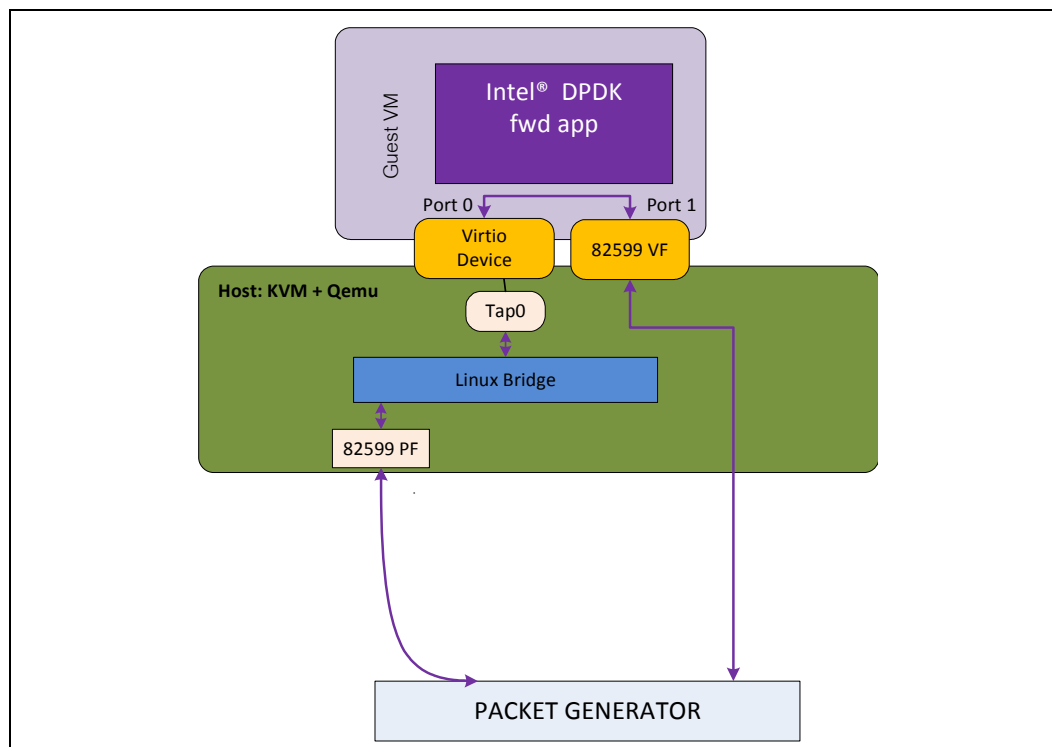 Intel® DPDK
fwd app
Guest VM
Port 0
Port 1
Virtio
Device
82599 VF
Host: KVM + Qemu
Tap0
Linux Bridge
82599 PF
PACKET GENERATOR